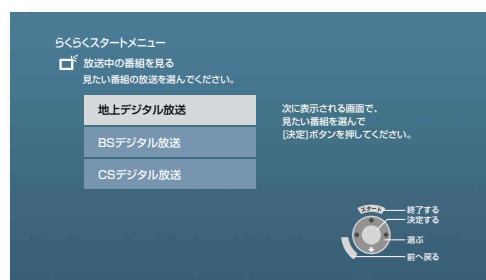 らくらくスタートメニュー
放送中の番組を見る
見たい番組の放送を選んでください。
地上デジタル放送
BSデジタル放送
CSデジタル放送
次に表示される画面で、
見たい番組を選んで
[決定]ボタンを押してください。
スタート
終了する
決定する
選ぶ
前へ戻る